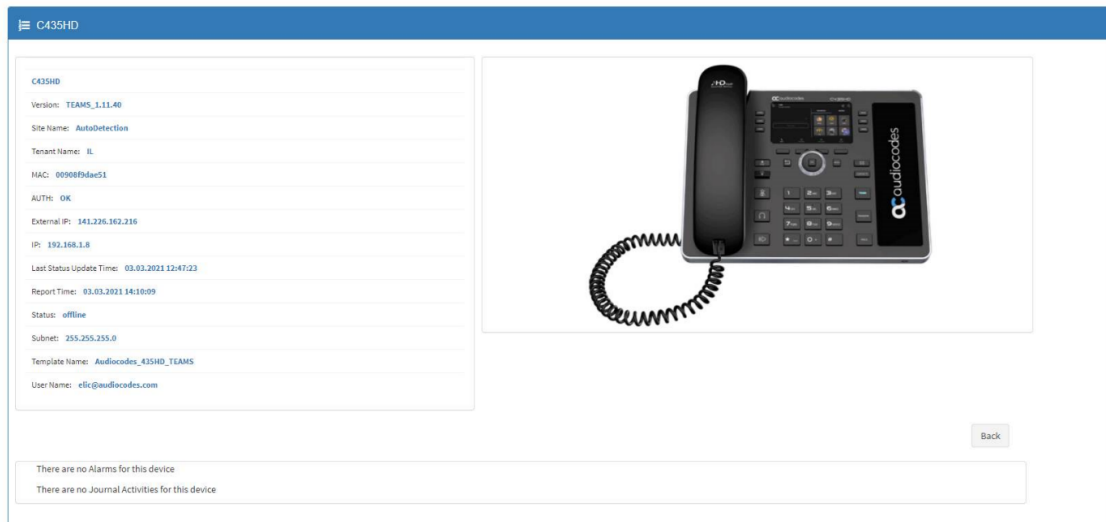 C435HD
C435HD
Version: TEAMS_1.11.40
Site Name: AutoDetection
Tenant Name: IL
MAC: 00908f9dae51
AUTH: OK
External IP: 141.226.162.216
IP: 192.168.1.8
Last Status Update Time: 03.03.2021 12:47:23
Report Time: 03.03.2021 14:10:09
Status: offline
Subnet: 255.255.255.0
Template Name: Audiocodes_435HD_TEAMS
User Name: elic@audiocodes.com
audiocodes
Back
There are no Alarms for this device
There are no Journal Activities for this device